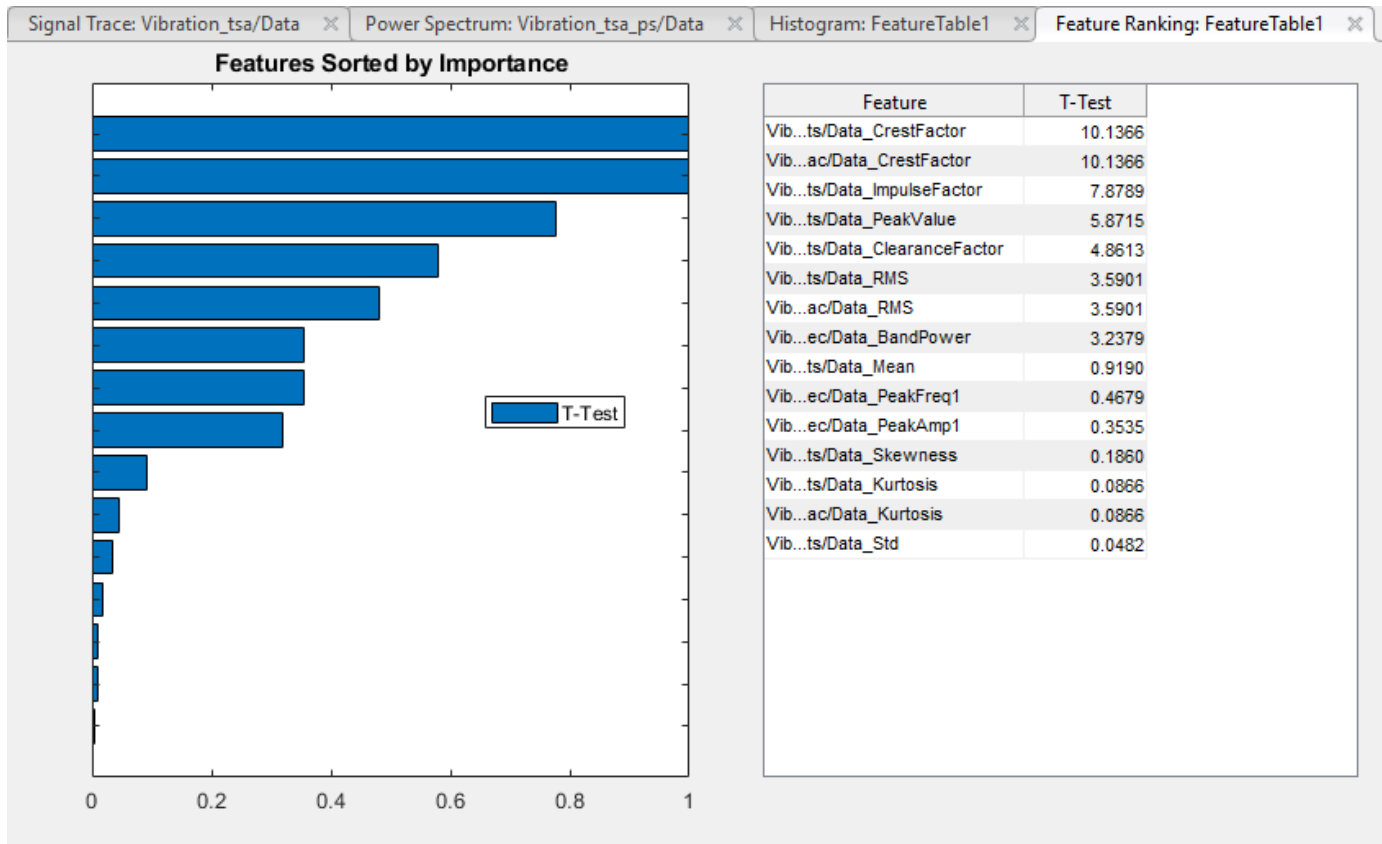 Signal Trace: Vibration_tsa/Data
Power Spectrum: Vibration_tsa_ps/Data
Histogram: FeatureTable1
Feature Ranking: FeatureTable1
Features Sorted by Importance
T-Test
0 0.2 0.4 0.6 0.8 1
Feature T-Test
Vib...ts/Data_CrestFactor 10.1366
Vib...ac/Data_CrestFactor 10.1366
Vib...ts/Data_ImpulseFactor 7.8789
Vib...ts/Data_PeakValue 5.8715
Vib...ts/Data_ClearanceFactor 4.8613
Vib...ts/Data_RMS 3.5901
Vib...ac/Data_RMS 3.5901
Vib...ec/Data_BandPower 3.2379
Vib...ts/Data_Mean 0.9190
Vib...ec/Data_PeakFreq1 0.4679
Vib...ec/Data_PeakAmp1 0.3535
Vib...ts/Data_Skewness 0.1860
Vib...ts/Data_Kurtosis 0.0866
Vib...ac/Data_Kurtosis 0.0866
Vib...ts/Data_Std 0.0482